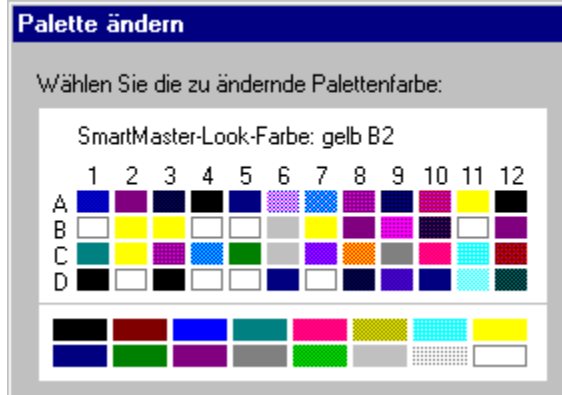 Palette ändern
Wählen Sie die zu ändernde Palettenfarbe:
SmartMaster-Look-Farbe: gelb B2
1 2 3 4 5 6 7 8 9 10 11 12
A
B
C
D